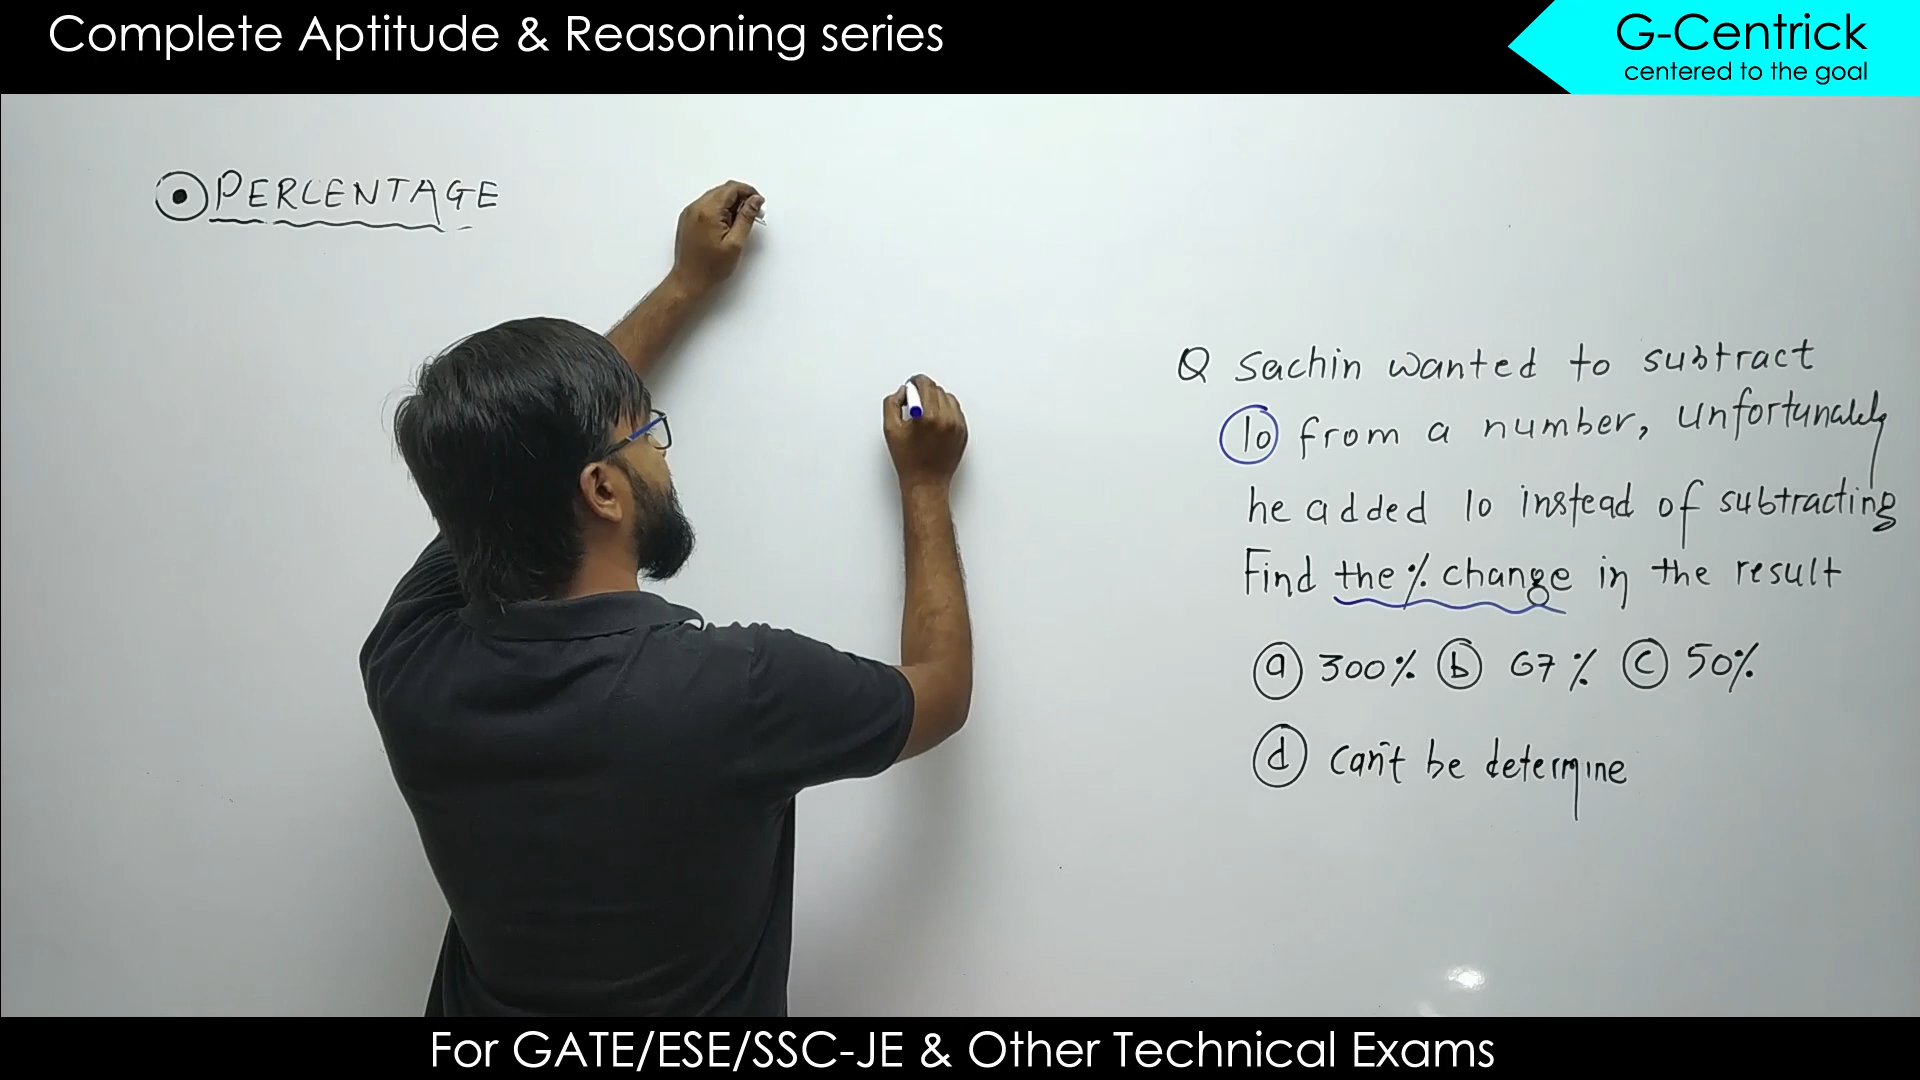 Complete Aptitude & Reasoning series
G-Centrick
centered to the goal
PERCENTAGE
Q Sachin wanted to subtract
10 from a number, unfortunately
he added 10 instead of subtracting
Find the % change in the result
a 300% b 67% c 50%
d can't be determine
For GATE/ESE/SSC-JE & Other Technical Exams